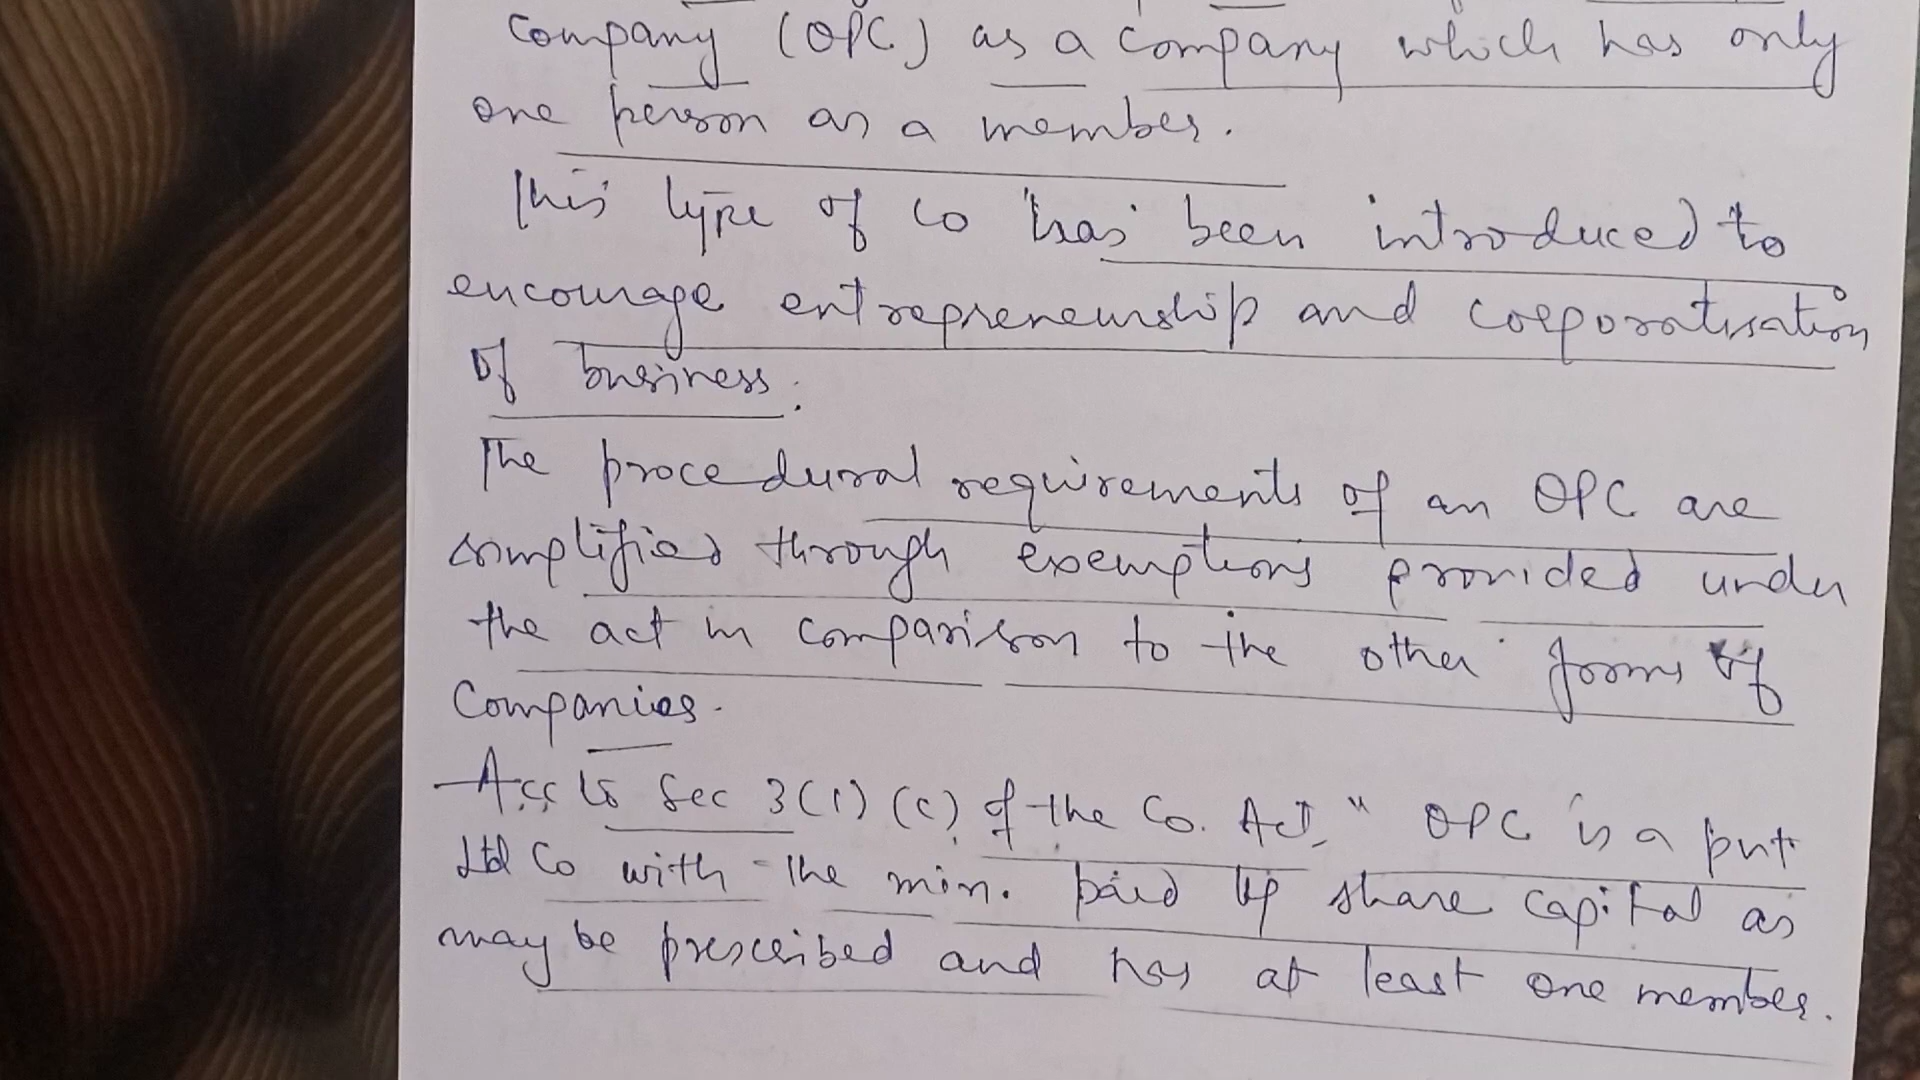 Company (OPC) as a Company which has only
one person as a member.
This type of co has been introduced to
encourage entrepreneurship and corporatisation
of business.
The procedural requirements of an OPC are
simplified through exemptions provided under
the act in comparison to the other forms of
Companies.
Acc to Sec 3(1) (c) of the Co. Act, " OPC is a pvt
Ltd Co with the min. paid up share capital as
may be prescribed and has at least one member.